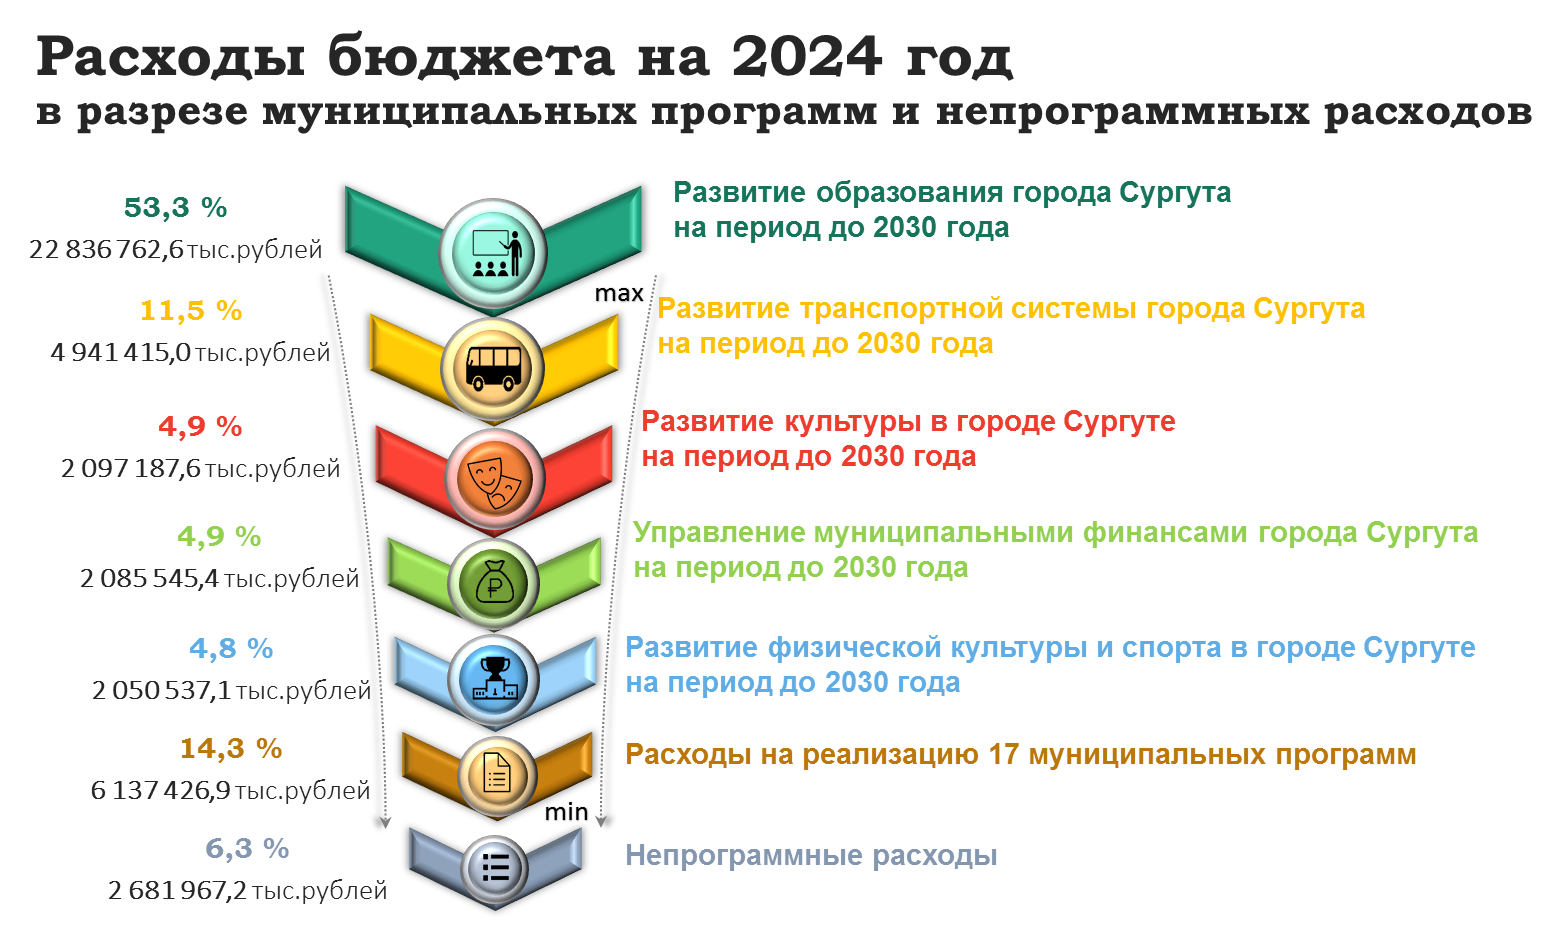 Расходы бюджета на 2024 год
в разрезе муниципальных программ и непрограммных расходов
53,3 %
22 836 762,6 тыс.рублей
Развитие образования города Сургута
на период до 2030 года
max
11,5 %
4 941 415,0 тыс.рублей
Развитие транспортной системы города Сургута
на период до 2030 года
4,9 %
2 097 187,6 тыс.рублей
Развитие культуры в городе Сургуте
на период до 2030 года
4,9 %
2 085 545,4 тыс.рублей
Управление муниципальными финансами города Сургута
на период до 2030 года
4,8 %
2 050 537,1 тыс.рублей
Развитие физической культуры и спорта в городе Сургуте
на период до 2030 года
14,3 %
6 137 426,9 тыс.рублей
Расходы на реализацию 17 муниципальных программ
min
6,3 %
2 681 967,2 тыс.рублей
Непрограммные расходы